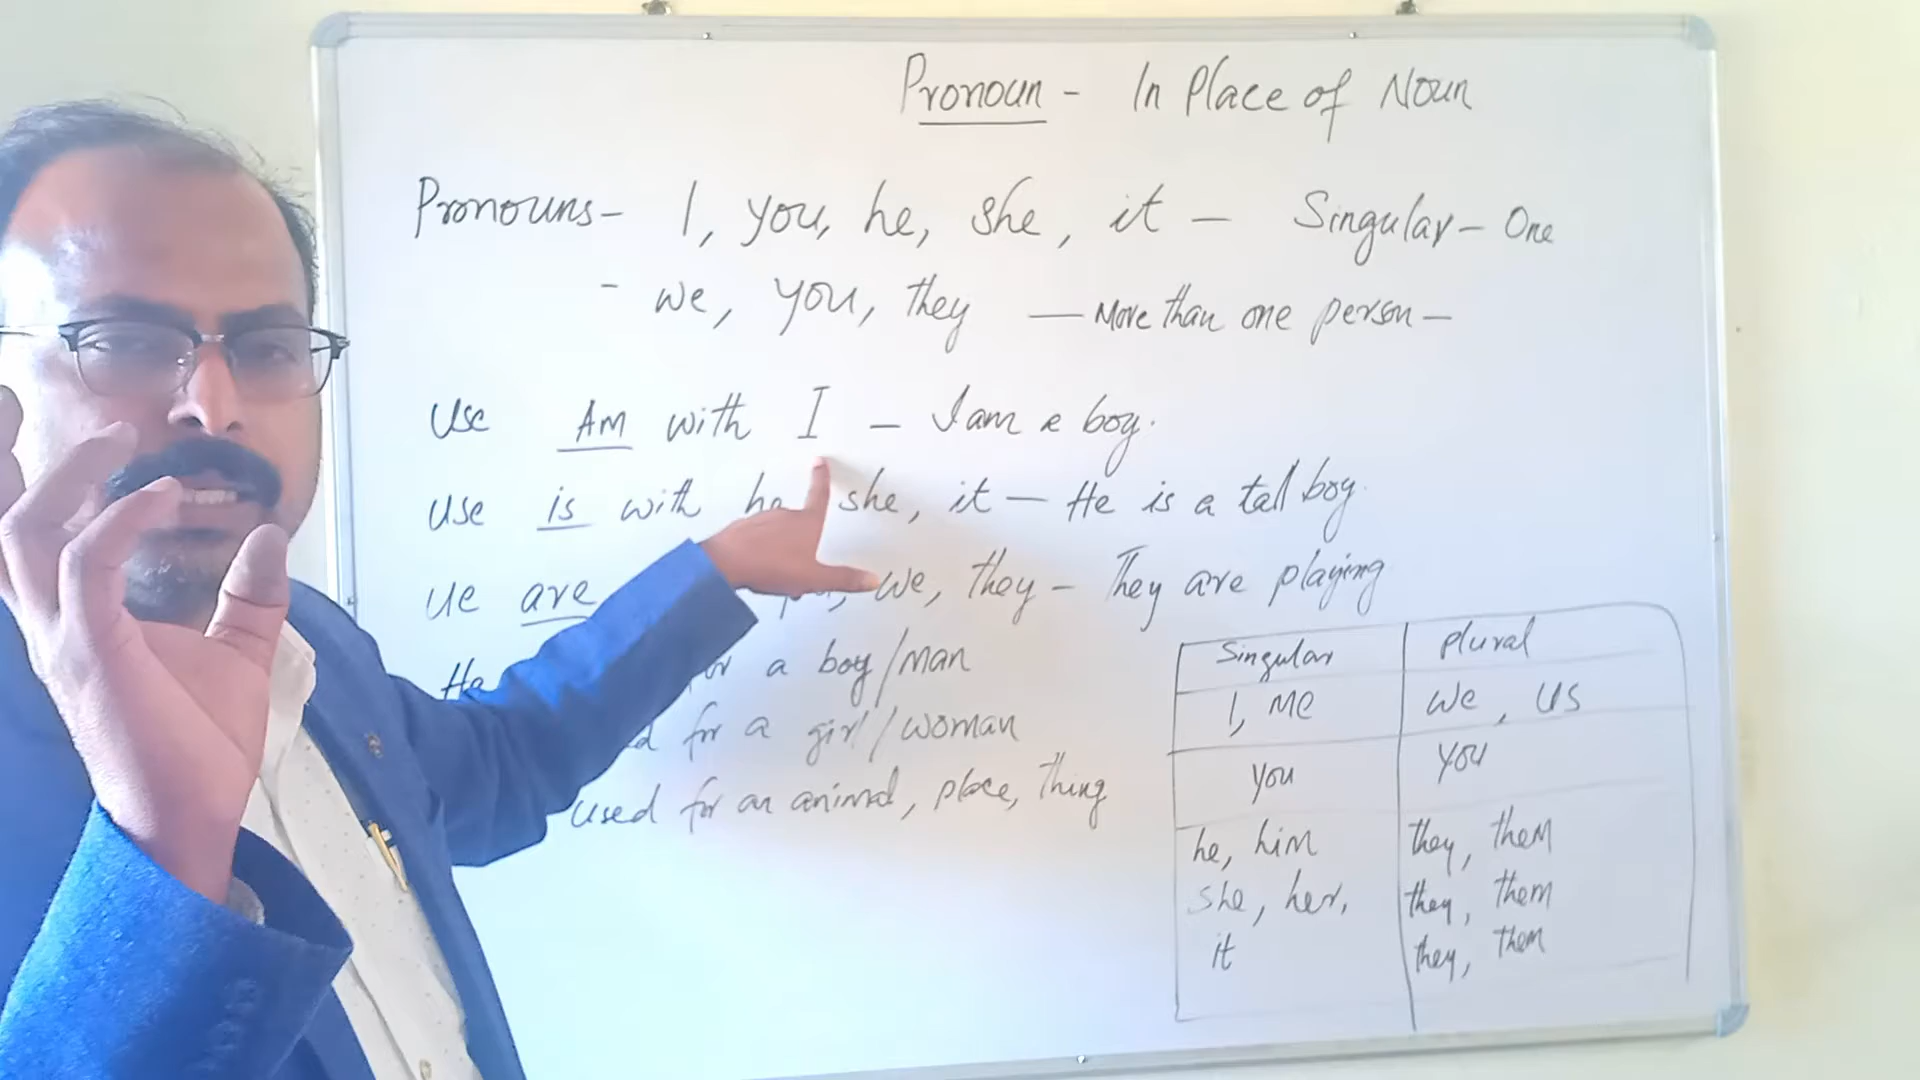 Pronoun - In Place of Noun
Pronouns- I, you, he, she, it - Singular - One
- we, you, they - More than one person -
Use Am with I - I am a boy.
use is with he she, it - He is a tall boy.
Ue are we, they - They are playing
He a boy/man
for a girl/woman
used for an animal, place, thing
Singular plural
I, Me we, us
you you
he, him they, them
she, her, they, them
it they, them